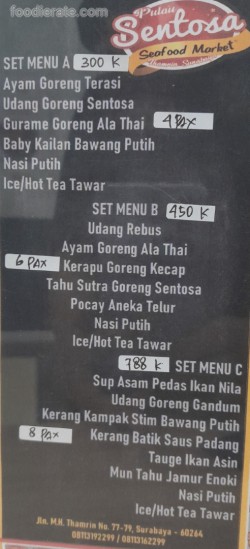 foodierate.com
Pulau
Sentosa
Seafood Market
SET MENU A 300 K
Ayam Goreng Terasi
Udang Goreng Sentosa
Gurame Goreng Ala Thai 4 PAX
Baby Kailan Bawang Putih
Nasi Putih
Ice/Hot Tea Tawar
SET MENU B 450 K
Udang Rebus
Ayam Goreng Ala Thai
6 PAX Kerapu Goreng Kecap
Tahu Sutra Goreng Sentosa
Pocay Aneka Telur
Nasi Putih
Ice/Hot Tea Tawar
788 K SET MENU C
Sup Asam Pedas Ikan Nila
Udang Goreng Gandum
Kerang Kampak Stim Bawang Putih
8 PAX Kerang Batik Saus Padang
Tauge Ikan Asin
Mun Tahu Jamur Enoki
Nasi Putih
Ice/Hot Tea Tawar
Jln. M.H. Thamrin No. 77-79, Surabaya - 60264
08113192299 / 08113162299